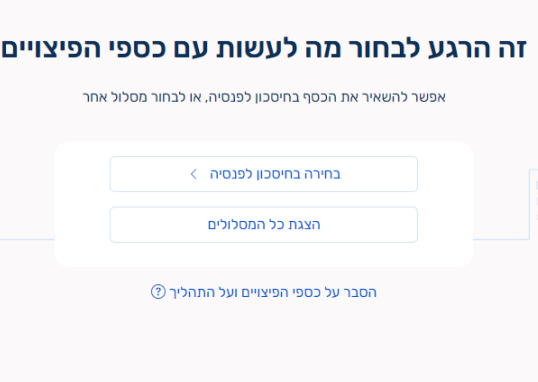 זה הרגע לבחור מה לעשות עם כספי הפיצויים
אפשר להשאיר את הכסף בחיסכון לפנסיה, או לבחור מסלול אחר
בחירה בחיסכון לפנסיה
הצגת כל המסלולים
הסבר על כספי הפיצויים ועל התהליך ?